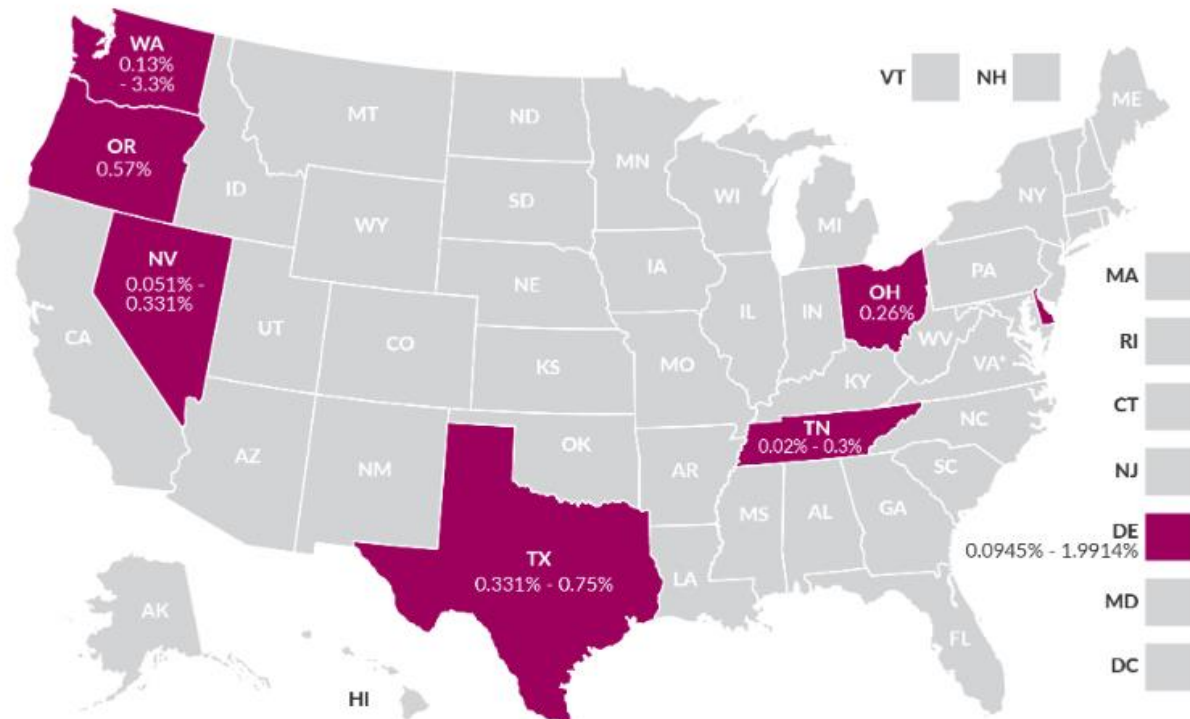 WA
0.13%
- 3.3%
VT
NH
ME
MT
ND
OR
0.57%
MN
ID
SD
WI
NY
WY
MI
NV
0.051% -
0.331%
IA
PA
MA
NE
OH
0.26%
IL
IN
UT
CA
CO
RI
WV
VA*
KS
MO
KY
CT
TN
0.02% - 0.3%
NC
OK
AZ
NM
AR
SC
NJ
MS
AL
GA
DE
0.0945% - 1.9914%
TX
0.331% - 0.75%
LA
MD
AK
FL
DC
HI